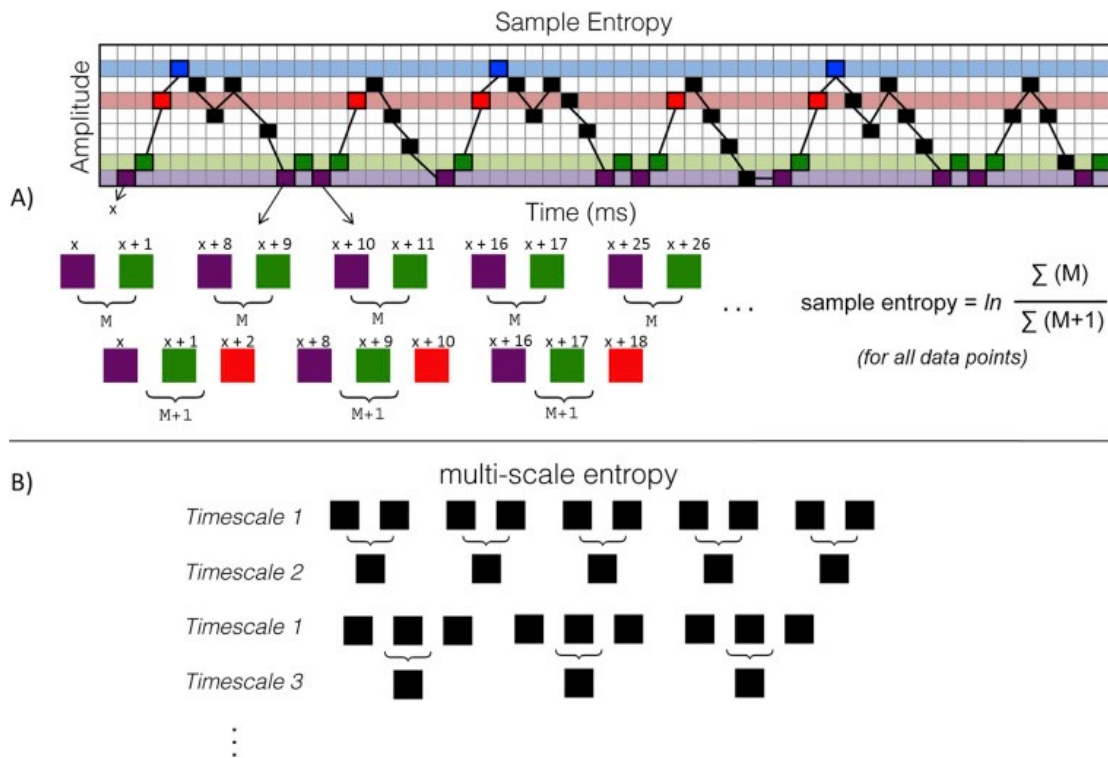 Sample Entropy
Amplitude
A)
x
Time (ms)
x x + 1 x + 8 x + 9 x + 10 x + 11 x + 16 x + 17 x + 25 x + 26
M M M M M
...
x x + 1 x + 2 x + 8 x + 9 x + 10 x + 16 x + 17 x + 18
M+1 M+1 M+1
sample entropy = ln ∑ (M) / ∑ (M+1)
(for all data points)
B)
multi-scale entropy
Timescale 1
Timescale 2
Timescale 1
Timescale 3
⋮